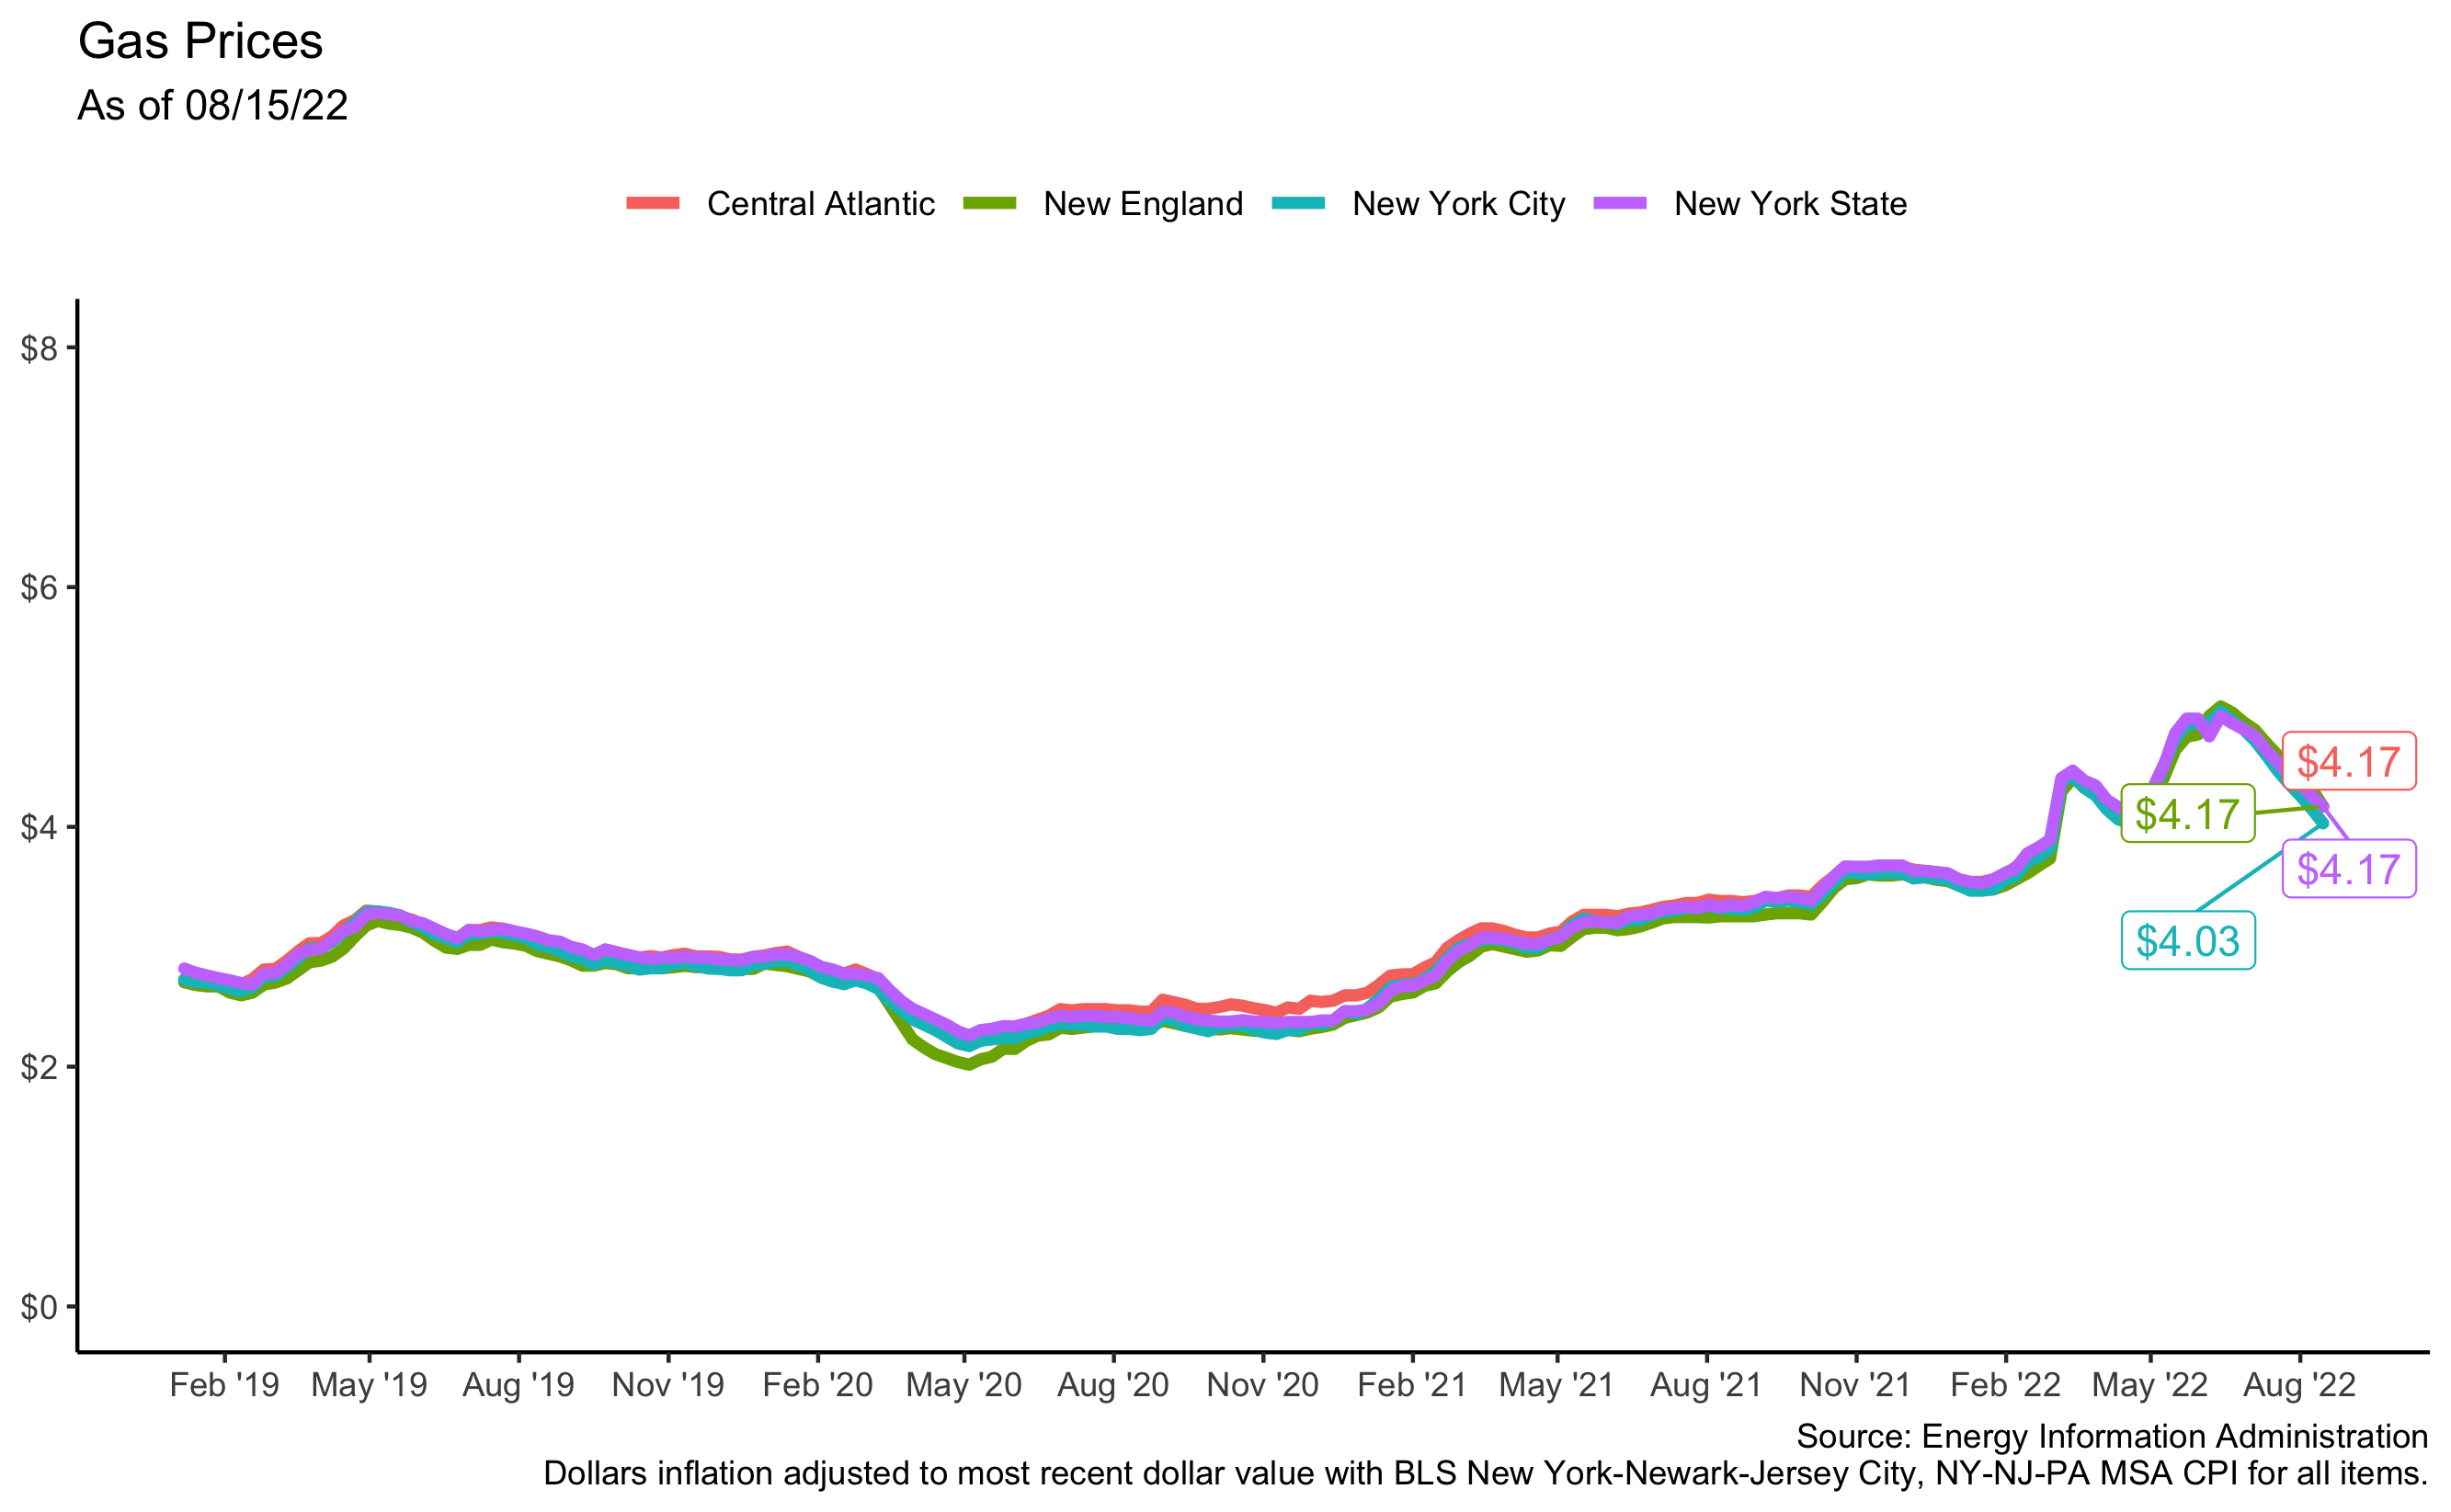 Gas Prices
As of 08/15/22
Central Atlantic New England New York City New York State
$8
$6
$4
$2
$0
$4.17
$4.17
$4.17
$4.03
Feb '19 May '19 Aug '19 Nov '19 Feb '20 May '20 Aug '20 Nov '20 Feb '21 May '21 Aug '21 Nov '21 Feb '22 May '22 Aug '22
Source: Energy Information Administration
Dollars inflation adjusted to most recent dollar value with BLS New York-Newark-Jersey City, NY-NJ-PA MSA CPI for all items.